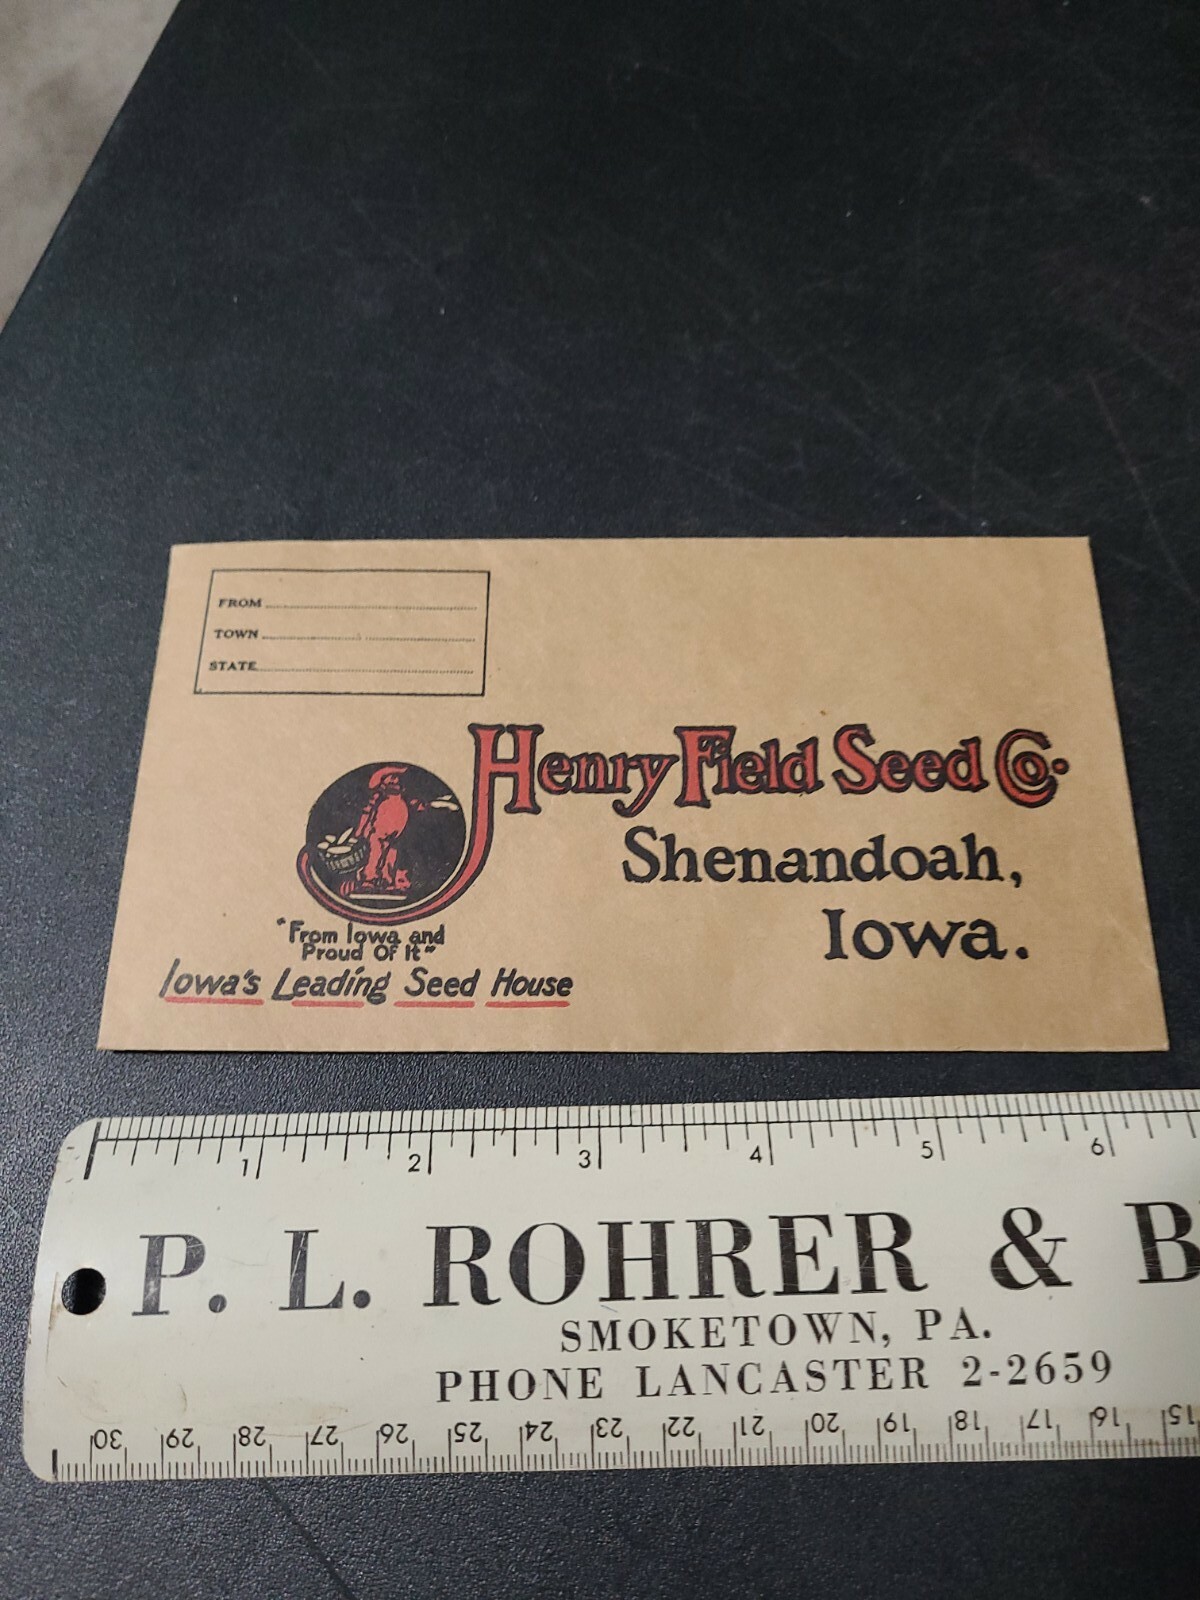 FROM
TOWN
STATE
Henry Field Seed Co.
Shenandoah,
Iowa.
"From Iowa and
Proud Of It"
Iowa's Leading Seed House
1 2 3 4 5 6
P. L. ROHRER & B
SMOKETOWN, PA.
PHONE LANCASTER 2-2659
30 29 28 27 26 25 24 23 22 21 20 19 18 17 16 15